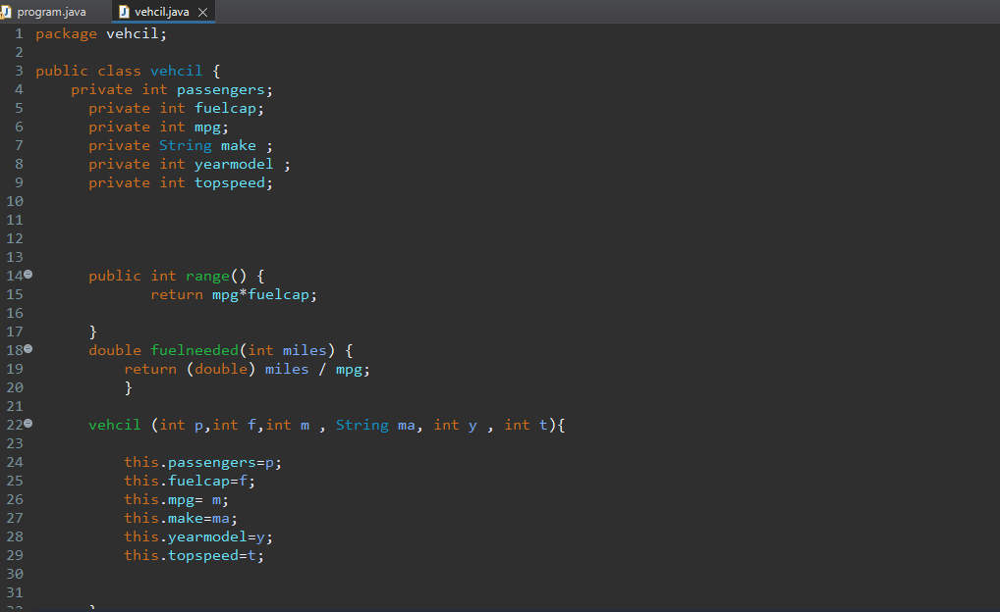 program.java vehcil.java
1 package vehcil;
2
3 public class vehcil {
4 private int passengers;
5 private int fuelcap;
6 private int mpg;
7 private String make ;
8 private int yearmodel ;
9 private int topspeed;
10
11
12
13
14 public int range() {
15 return mpg*fuelcap;
16
17 }
18 double fuelneeded(int miles) {
19 return (double) miles / mpg;
20 }
21
22 vehcil (int p,int f,int m , String ma, int y , int t){
23
24 this.passengers=p;
25 this.fuelcap=f;
26 this.mpg= m;
27 this.make=ma;
28 this.yearmodel=y;
29 this.topspeed=t;
30
31
32 }